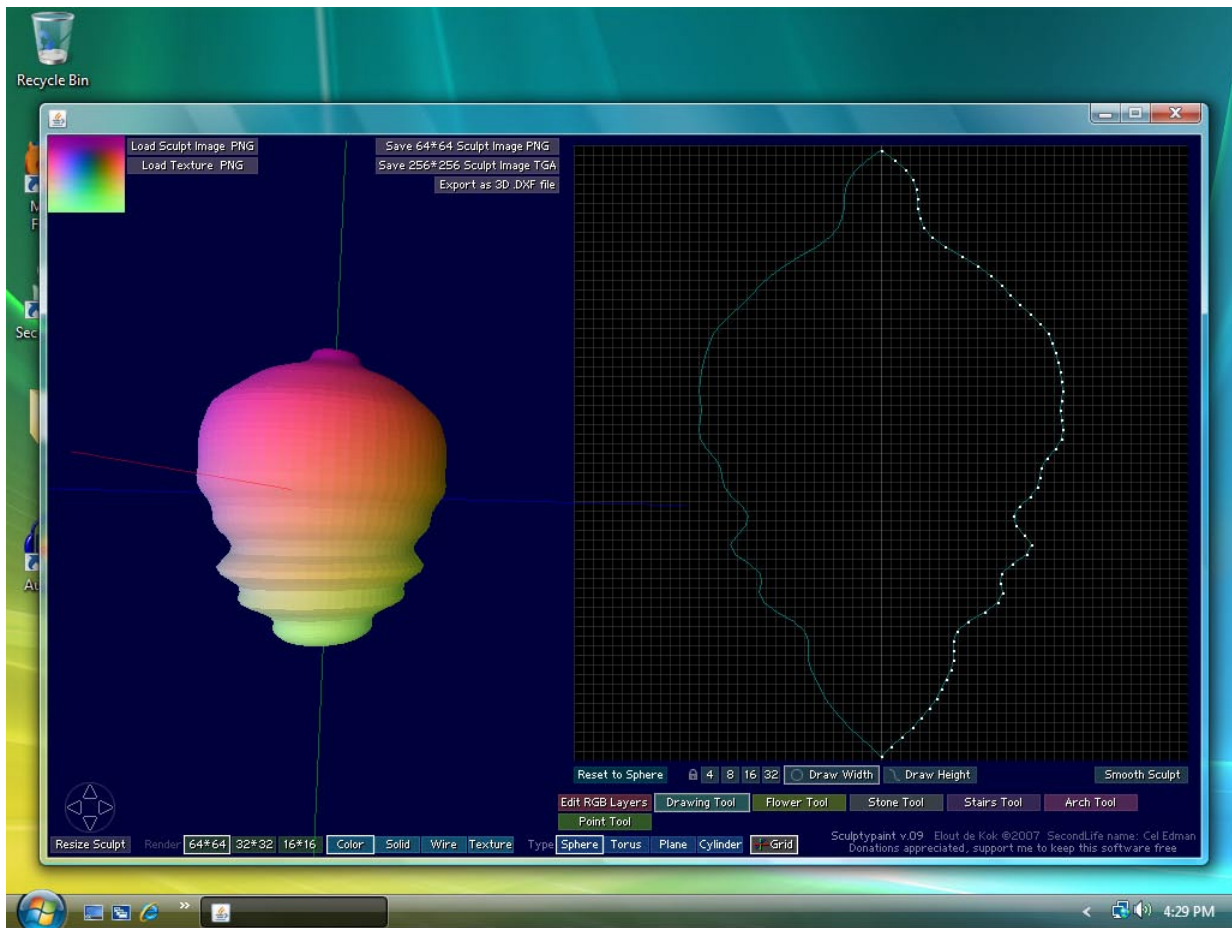 Recycle Bin
Load Sculpt Image PNG
Load Texture PNG
Save 64*64 Sculpt Image PNG
Save 256*256 Sculpt Image TGA
Export as 3D .DXF file
M
F
Sec
Au
Reset to Sphere 4 8 16 32 Draw Width Draw Height Smooth Sculpt
Edit RGB Layers Drawing Tool Flower Tool Stone Tool Stairs Tool Arch Tool
Point Tool
Resize Sculpt Render 64*64 32*32 16*16 Color Solid Wire Texture Type Sphere Torus Plane Cylinder Grid
Sculptypaint v.09 Elout de Kok ©2007 SecondLife name: Cel Edman
Donations appreciated, support me to keep this software free
» < 4:29 PM